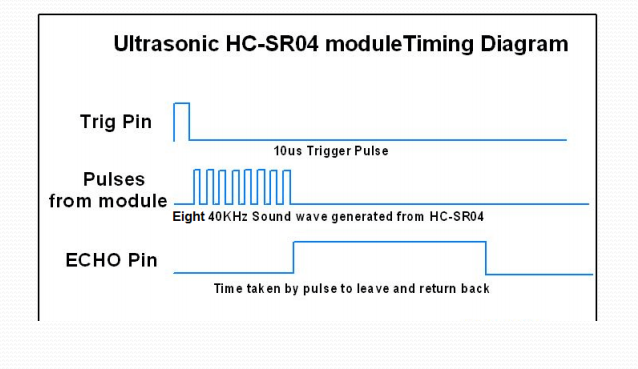 Ultrasonic HC-SR04 moduleTiming Diagram
Trig Pin
10us Trigger Pulse
Pulses
from module
Eight 40KHz Sound wave generated from HC-SR04
ECHO Pin
Time taken by pulse to leave and return back